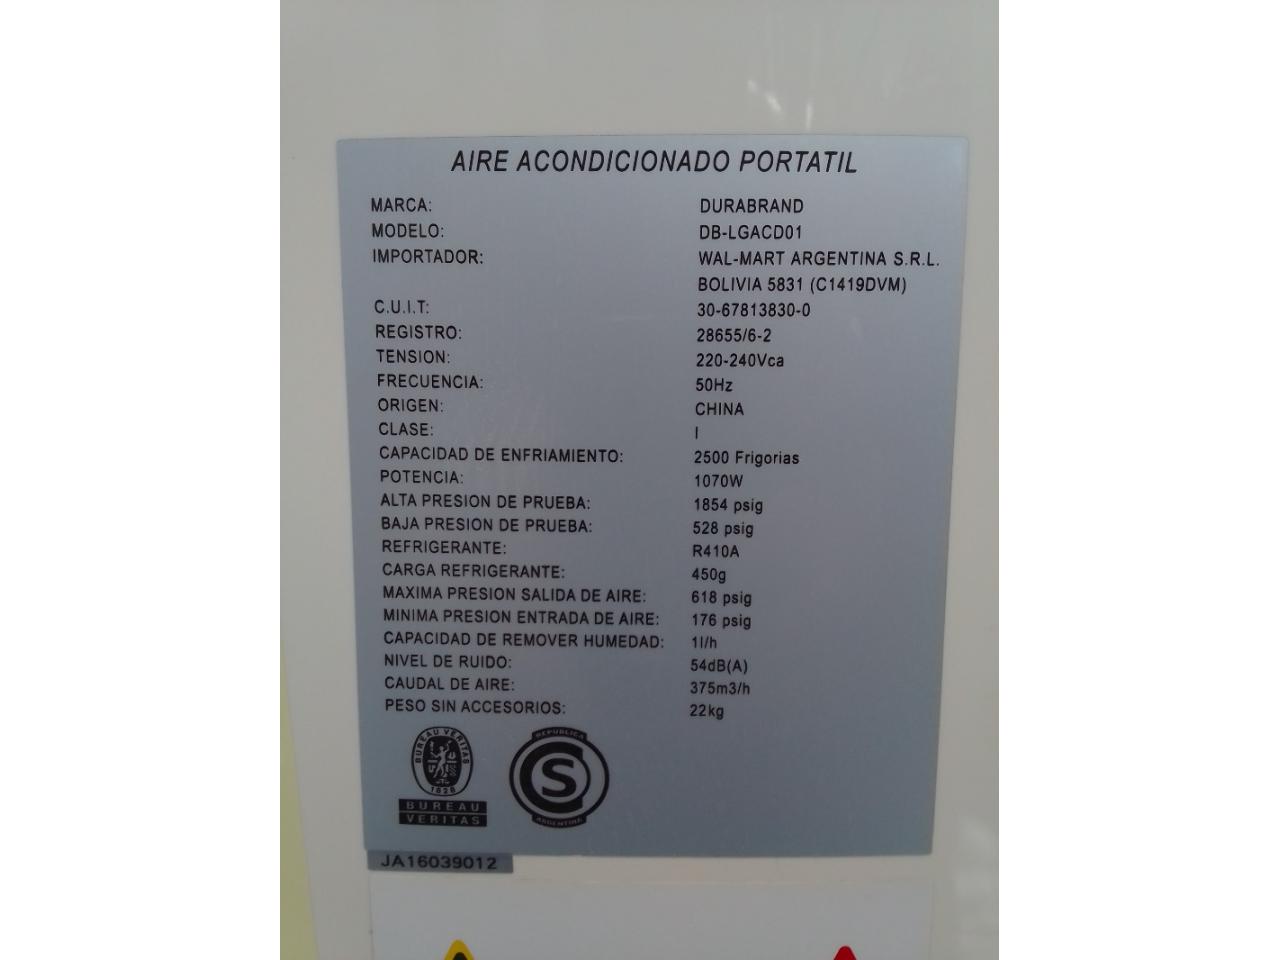 AIRE ACONDICIONADO PORTATIL
MARCA: DURABRAND
MODELO: DB-LGACD01
IMPORTADOR: WAL-MART ARGENTINA S.R.L.
BOLIVIA 5831 (C1419DVM)
C.U.I.T: 30-67813830-0
REGISTRO: 28655/6-2
TENSION: 220-240Vca
FRECUENCIA: 50Hz
ORIGEN: CHINA
CLASE: I
CAPACIDAD DE ENFRIAMIENTO: 2500 Frigorias
POTENCIA: 1070W
ALTA PRESION DE PRUEBA: 1854 psig
BAJA PRESION DE PRUEBA: 528 psig
REFRIGERANTE: R410A
CARGA REFRIGERANTE: 450g
MAXIMA PRESION SALIDA DE AIRE: 618 psig
MINIMA PRESION ENTRADA DE AIRE: 176 psig
CAPACIDAD DE REMOVER HUMEDAD: 1l/h
NIVEL DE RUIDO: 54dB(A)
CAUDAL DE AIRE: 375m3/h
PESO SIN ACCESORIOS: 22kg
BUREAU VERITAS
1828
BUREAU
VERITAS
REPUBLICA
S
ARGENTINA
JA16039012